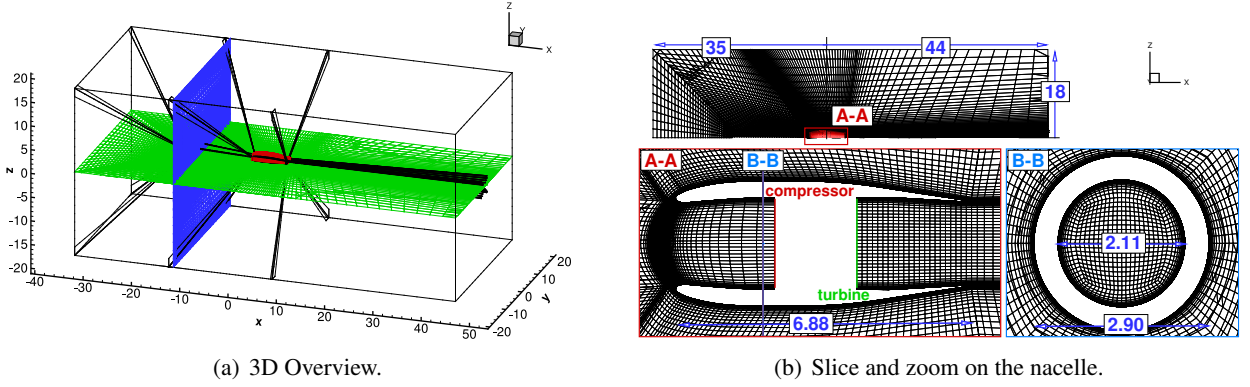 Z
Y
X
20
15
10
5
0
-5
-10
-15
-20
z
-40
-30
-20
-10
0
10
20
30
40
50
x
-20
-10
0
10
20
y
(a) 3D Overview.
35
44
18
A-A
Z
X
A-A
B-B
compressor
turbine
6.88
B-B
2.11
2.90
(b) Slice and zoom on the nacelle.